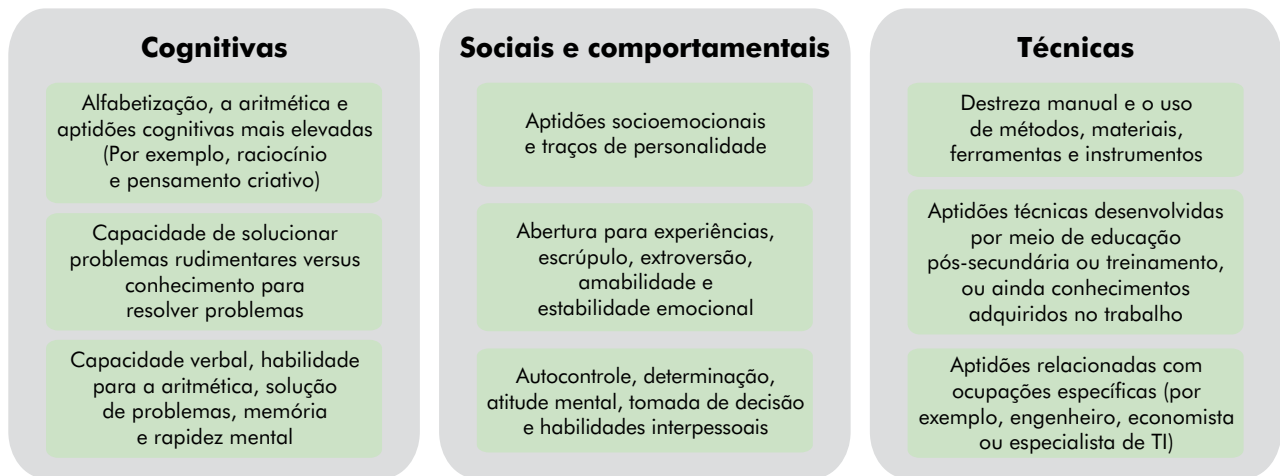 Cognitivas
Alfabetização, a aritmética e
aptidões cognitivas mais elevadas
(Por exemplo, raciocínio
e pensamento criativo)
Capacidade de solucionar
problemas rudimentares versus
conhecimento para
resolver problemas
Capacidade verbal, habilidade
para a aritmética, solução
de problemas, memória
e rapidez mental
Sociais e comportamentais
Aptidões socioemocionais
e traços de personalidade
Abertura para experiências,
escrúpulo, extroversão,
amabilidade e
estabilidade emocional
Autocontrole, determinação,
atitude mental, tomada de decisão
e habilidades interpessoais
Técnicas
Destreza manual e o uso
de métodos, materiais,
ferramentas e instrumentos
Aptidões técnicas desenvolvidas
por meio de educação
pós-secundária ou treinamento,
ou ainda conhecimentos
adquiridos no trabalho
Aptidões relacionadas com
ocupações específicas (por
exemplo, engenheiro, economista
ou especialista de TI)